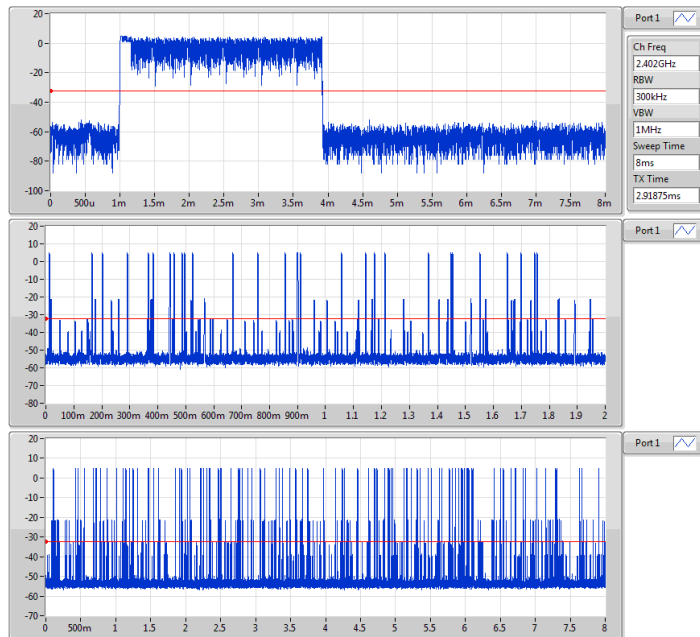 20
0
-20
-40
-60
-80
-100
0 500u 1m 1.5m 2m 2.5m 3m 3.5m 4m 4.5m 5m 5.5m 6m 6.5m 7m 7.5m 8m
Port 1
Ch Freq
2.402GHz
RBW
300kHz
VBW
1MHz
Sweep Time
8ms
TX Time
2.91875ms
20
10
0
-10
-20
-30
-40
-50
-60
-70
-80
0 100m 200m 300m 400m 500m 600m 700m 800m 900m 1 1.1 1.2 1.3 1.4 1.5 1.6 1.7 1.8 1.9 2
Port 1
20
10
0
-10
-20
-30
-40
-50
-60
-70
0 500m 1 1.5 2 2.5 3 3.5 4 4.5 5 5.5 6 6.5 7 7.5 8
Port 1